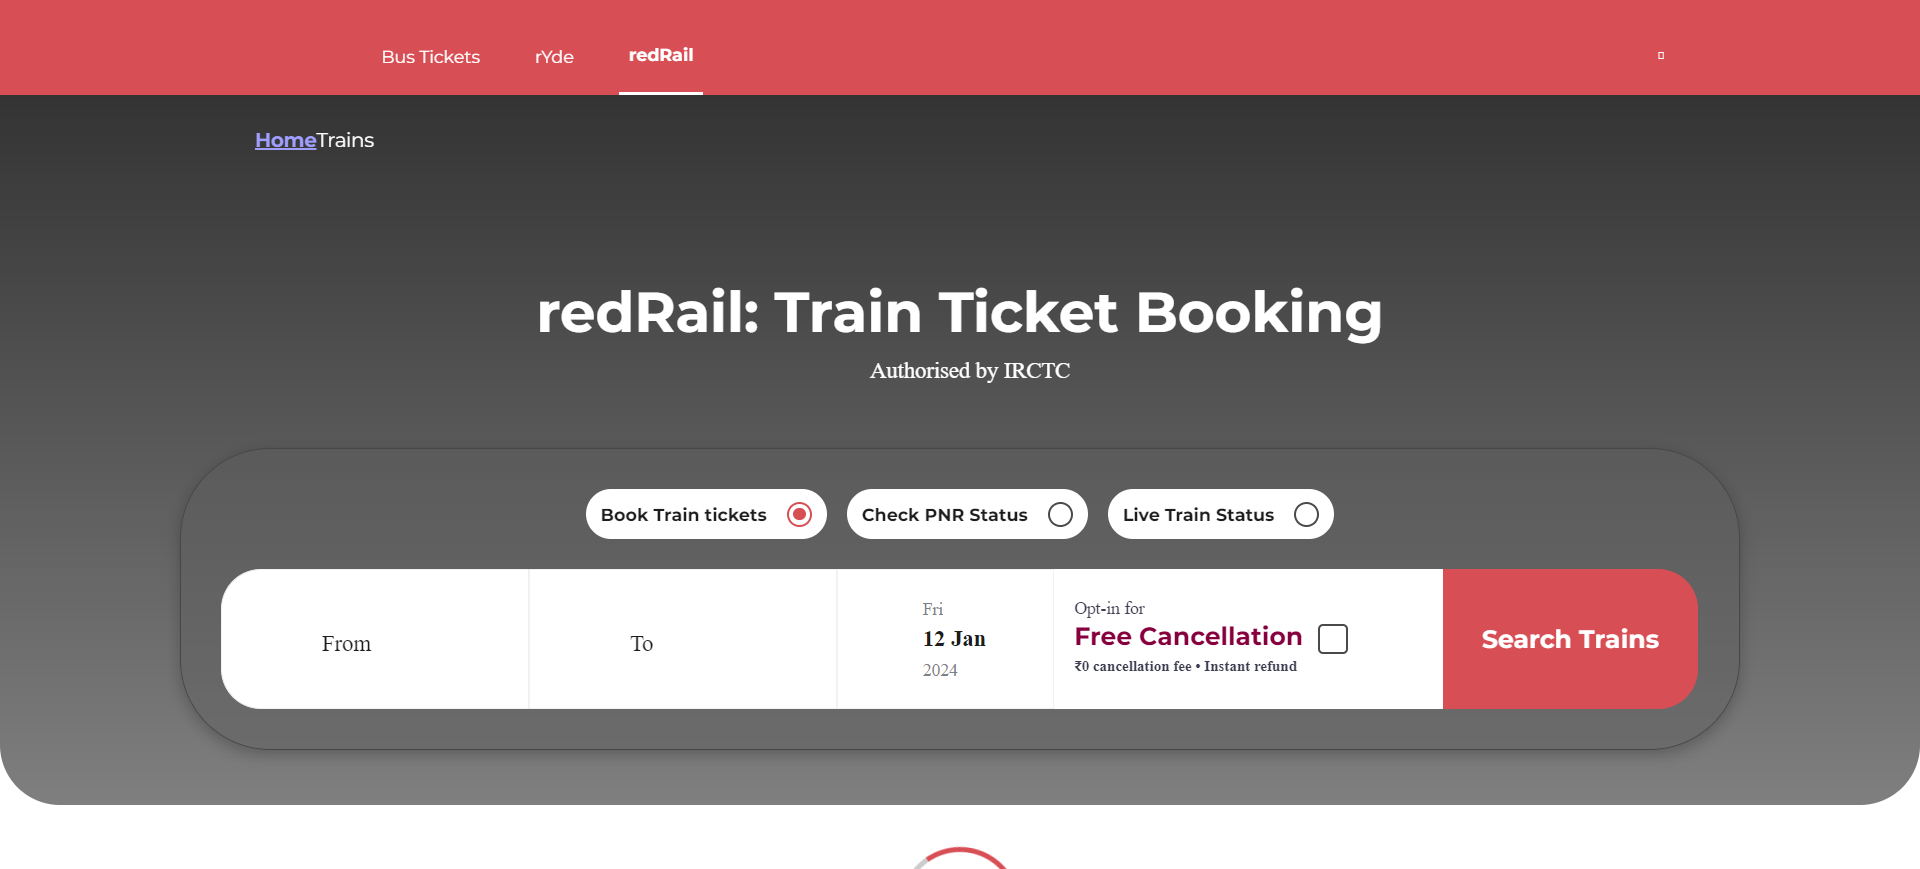 Bus Tickets
rYde
redRail
HomeTrains
redRail: Train Ticket Booking
Authorised by IRCTC
Book Train tickets
Check PNR Status
Live Train Status
From
To
Fri
12 Jan
2024
Opt-in for
Free Cancellation
₹0 cancellation fee • Instant refund
Search Trains